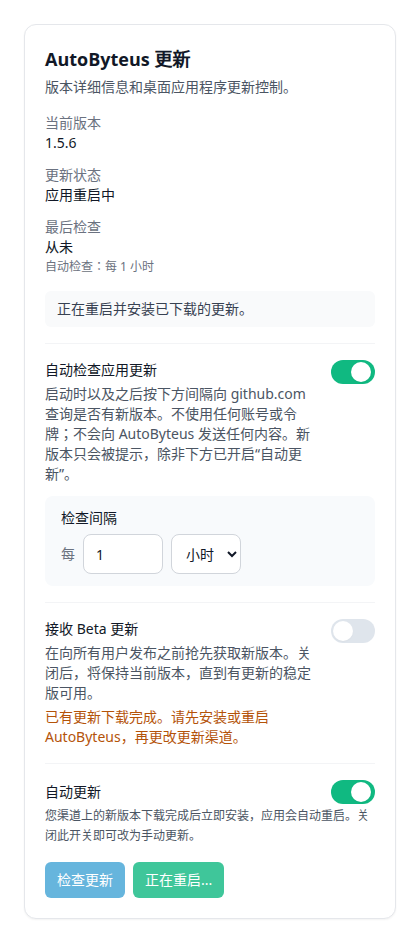 AutoByteus 更新
版本详细信息和桌面应用程序更新控制。
当前版本
1.5.6
更新状态
应用重启中
最后检查
从未
自动检查：每 1 小时
正在重启并安装已下载的更新。
自动检查应用更新
启动时以及之后按下方间隔向 github.com
查询是否有新版本。不使用任何账号或令
牌；不会向 AutoByteus 发送任何内容。新
版本只会被提示，除非下方已开启“自动更
新”。
检查间隔
每 1 小时
接收 Beta 更新
在向所有用户发布之前抢先获取新版本。关
闭后，将保持当前版本，直到有更新的稳定
版可用。
已有更新下载完成。请先安装或重启
AutoByteus，再更改更新渠道。
自动更新
您渠道上的新版本下载完成后立即安装，应用会自动重启。关
闭此开关即可改为手动更新。
检查更新 正在重启...